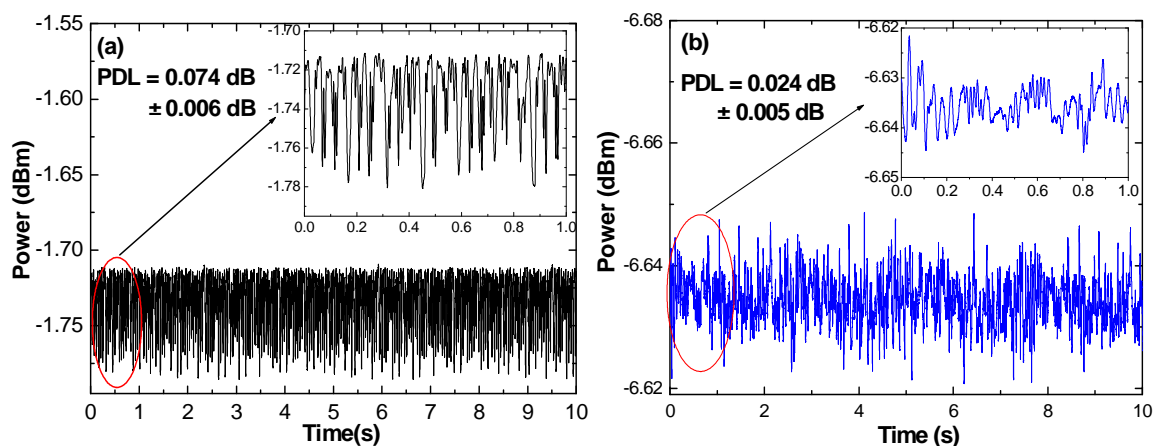 (a)
PDL = 0.074 dB
± 0.006 dB
Power (dBm)
-1.55
-1.60
-1.65
-1.70
-1.75
0 1 2 3 4 5 6 7 8 9 10
Time(s)
-1.70
-1.72
-1.74
-1.76
-1.78
0.0 0.2 0.4 0.6 0.8 1.0
(b)
PDL = 0.024 dB
± 0.005 dB
Power (dBm)
-6.68
-6.66
-6.64
-6.62
0 2 4 6 8 10
Time (s)
-6.62
-6.63
-6.64
-6.65
0.0 0.2 0.4 0.6 0.8 1.0